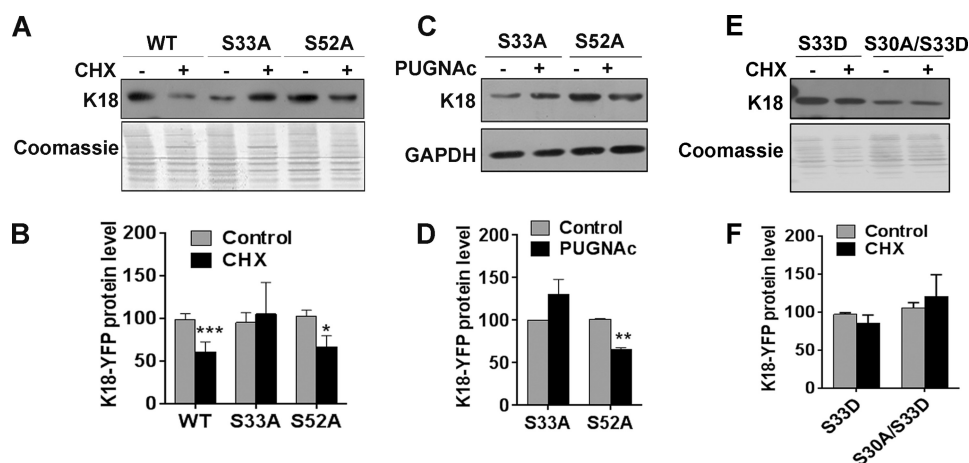 A
WT S33A S52A
CHX - + - + - +
K18
Coomassie
B
K18-YFP protein level
200
150
100
50
0
Control
CHX
***
*
WT S33A S52A
C
S33A S52A
PUGNAc - + - +
K18
GAPDH
D
K18-YFP protein level
200
150
100
50
0
Control
PUGNAc
**
S33A S52A
E
S33D S30A/S33D
CHX - + - +
K18
Coomassie
F
K18-YFP protein level
200
150
100
50
0
Control
CHX
S33D
S30A/S33D